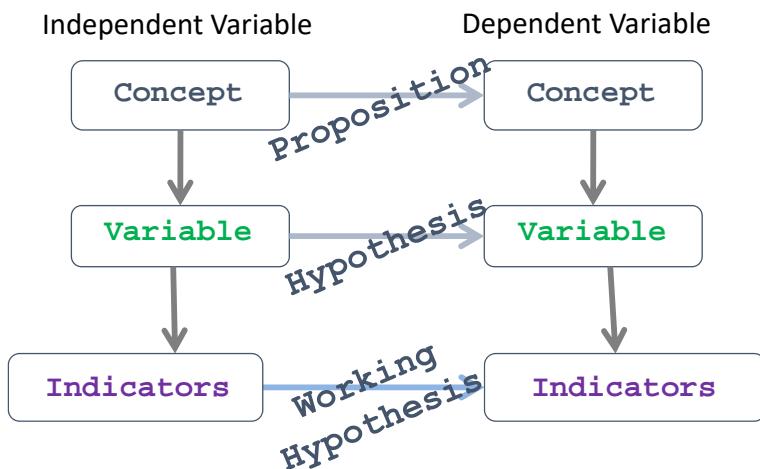 Independent Variable
Dependent Variable
Concept
Proposition
Concept
Variable
Hypothesis
Variable
Indicators
Working
Hypothesis
Indicators